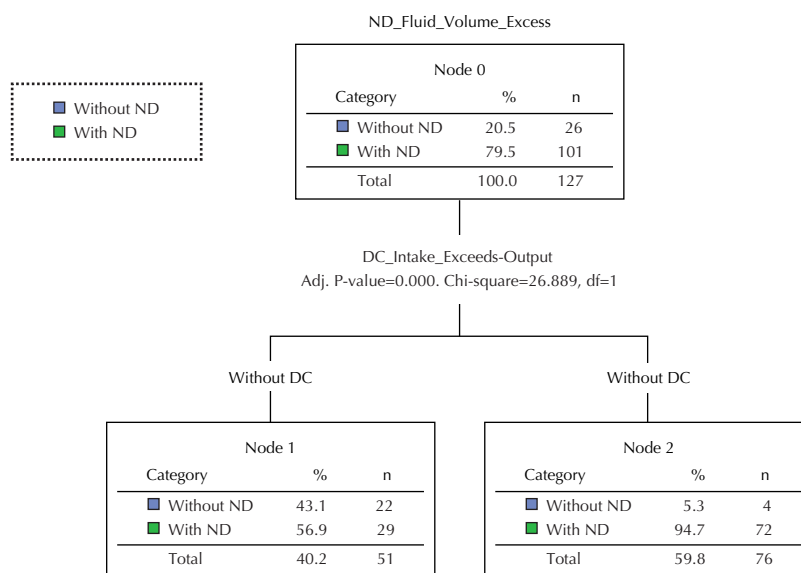 ND_Fluid_Volume_Excess
Without ND
With ND
Node 0
Category % n
Without ND 20.5 26
With ND 79.5 101
Total 100.0 127
DC_Intake_Exceeds-Output
Adj. P-value=0.000. Chi-square=26.889, df=1
Without DC
Without DC
Node 1
Category % n
Without ND 43.1 22
With ND 56.9 29
Total 40.2 51
Node 2
Category % n
Without ND 5.3 4
With ND 94.7 72
Total 59.8 76